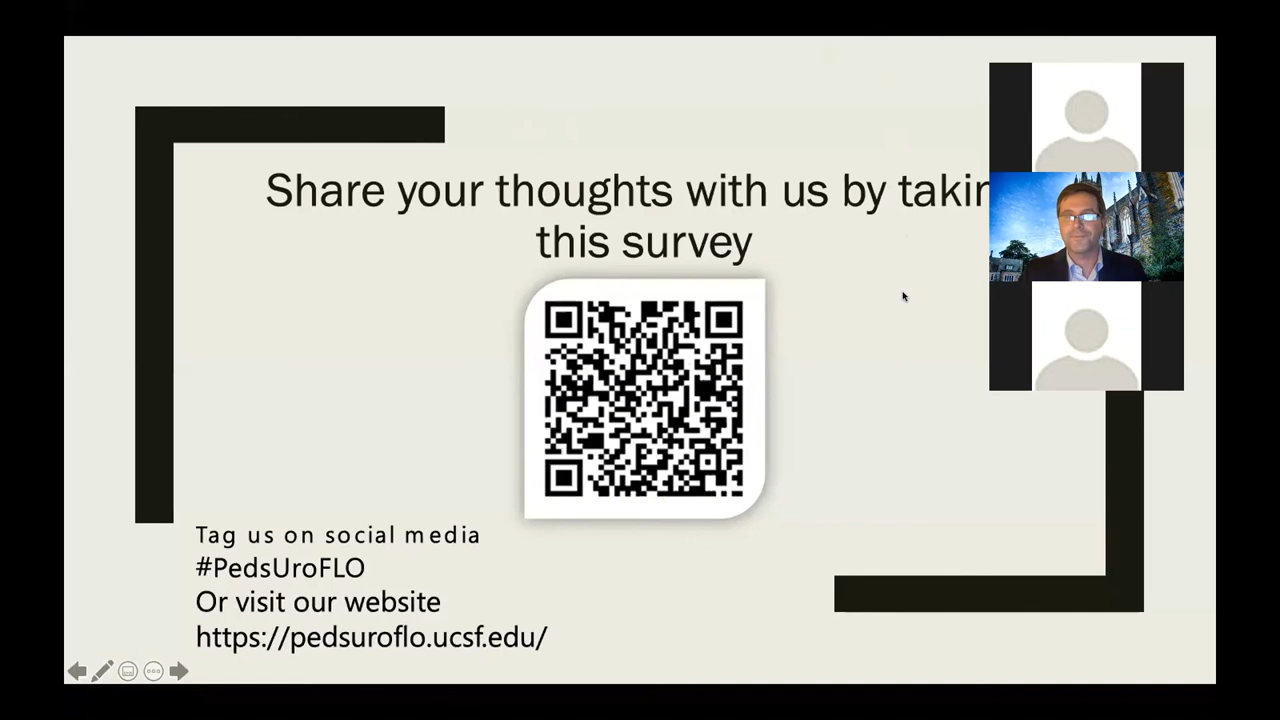 Share your thoughts with us by takin
this survey
Tag us on social media
#PedsUroFLO
Or visit our website
https://pedsuroflo.ucsf.edu/